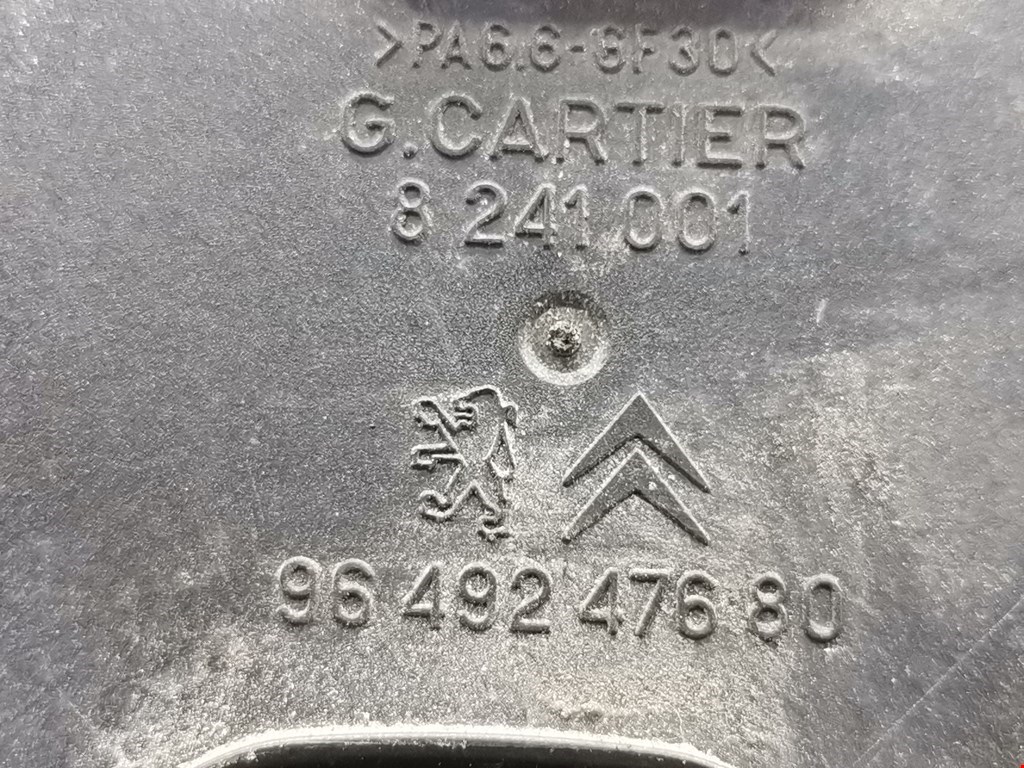 >PA6.6-GF30<
G.CARTIER
8 241 001
96 492 476 80